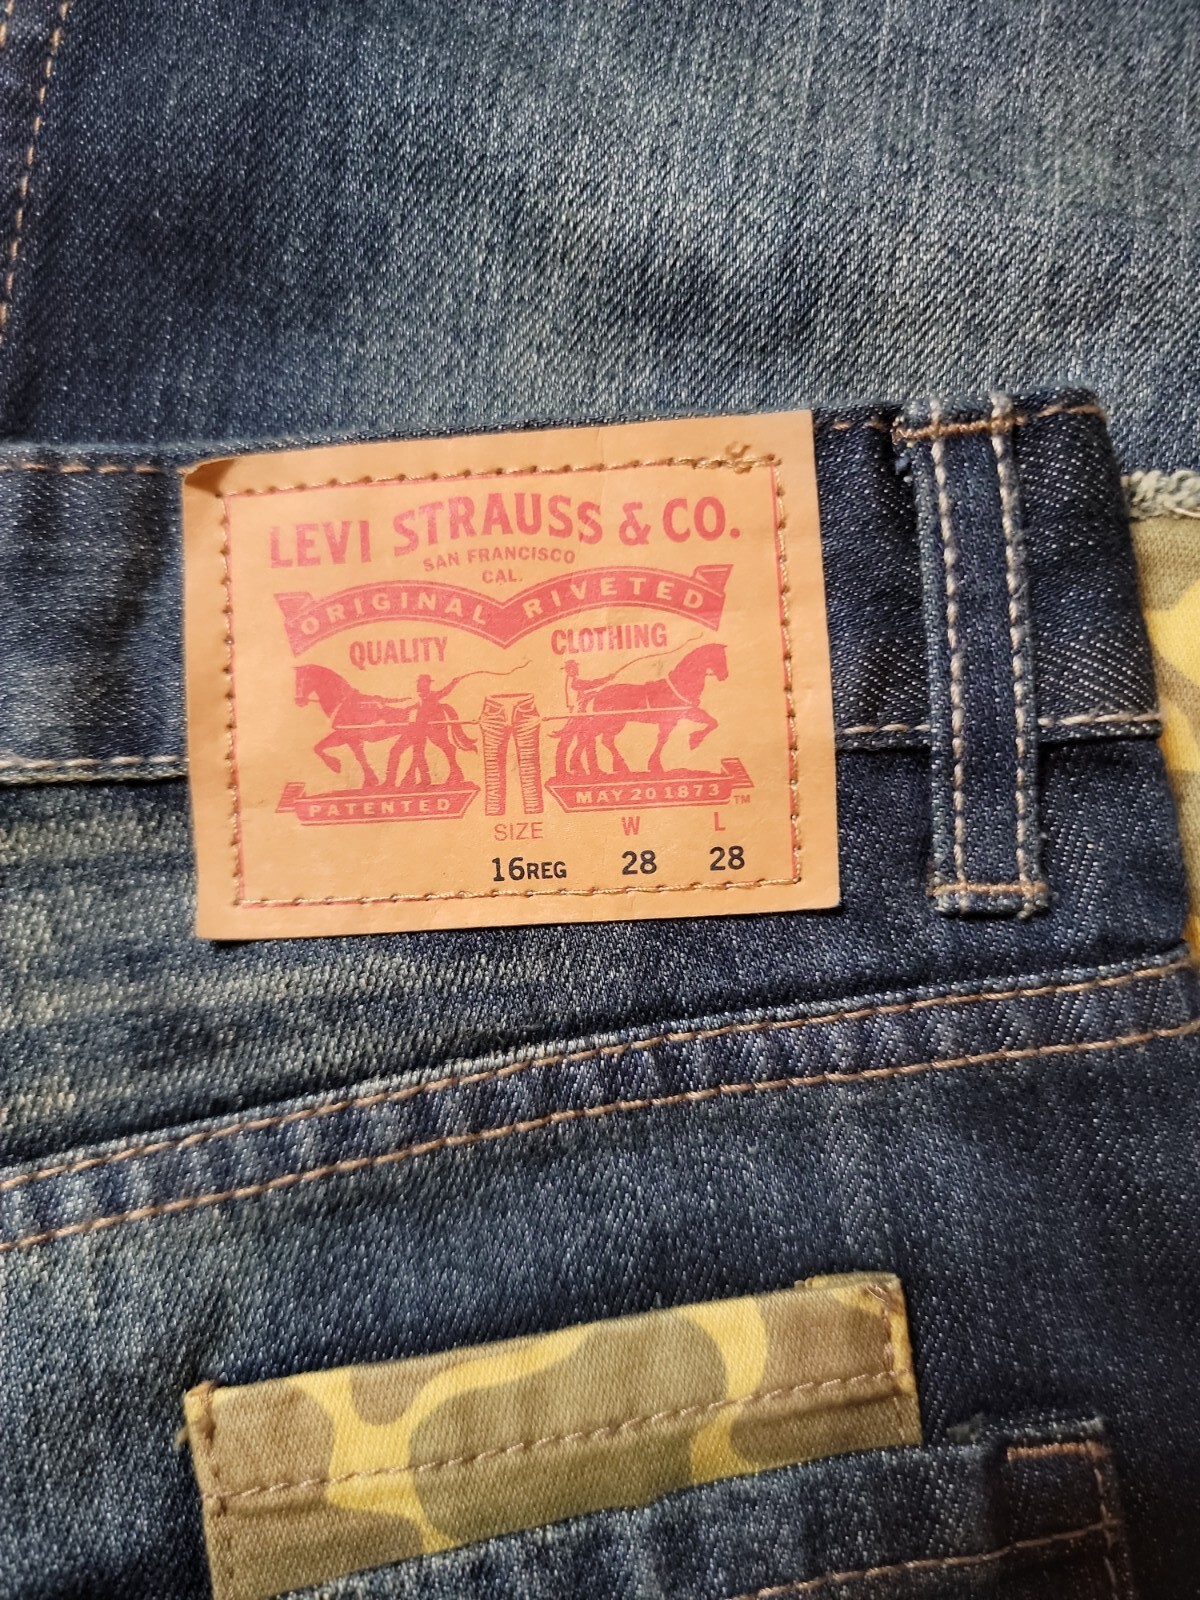 LEVI STRAUSS & CO.
SAN FRANCISCO
CAL.
ORIGINAL RIVETED
QUALITY CLOTHING
PATENTED MAY 20 1873 ™
SIZE W L
16REG 28 28